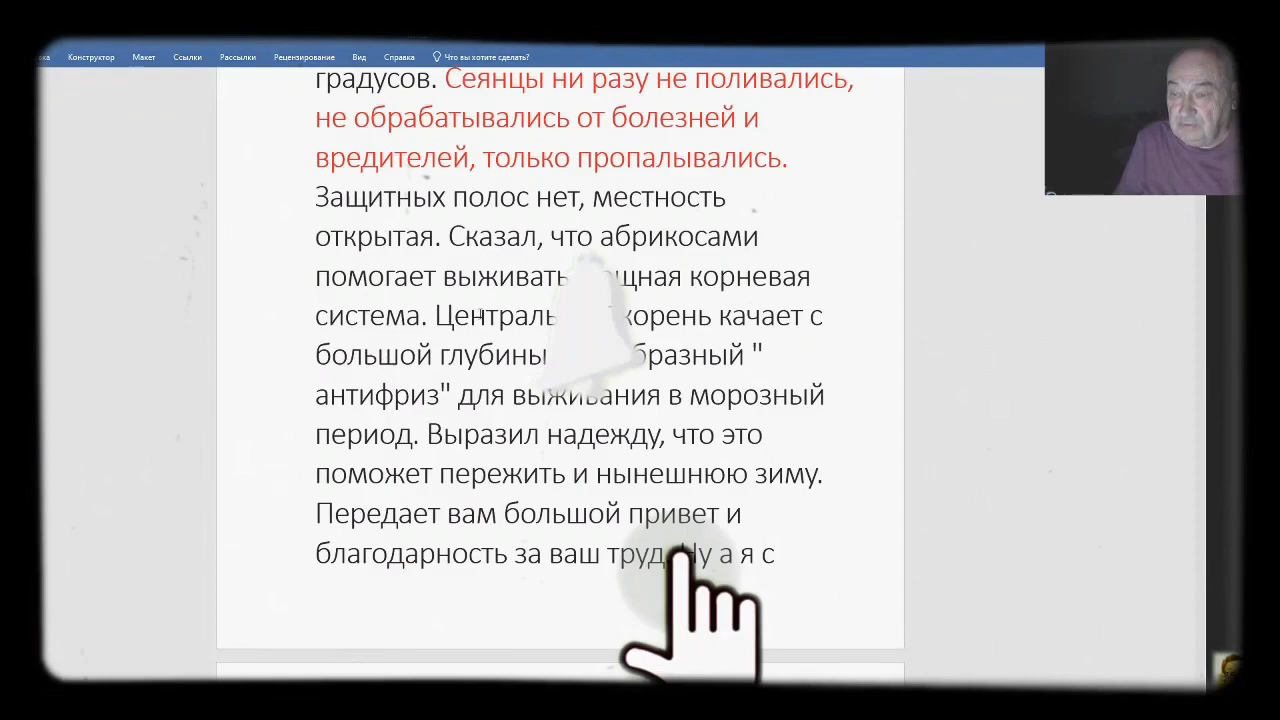 Конструктор Макет Ссылки Рассылки Рецензирование Вид Справка Что вы хотите сделать?
градусов. Сеянцы ни разу не поливались,
не обрабатывались от болезней и
вредителей, только пропалывались.
Защитных полос нет, местность
открытая. Сказал, что абрикосами
помогает выживать корневая
система. корень качает с
большой глубины "
антифриз" для выживания в морозный
период. Выразил надежду, что это
поможет пережить и нынешнюю зиму.
Передает вам большой привет и
благодарность за ваш труд. Ну а я с